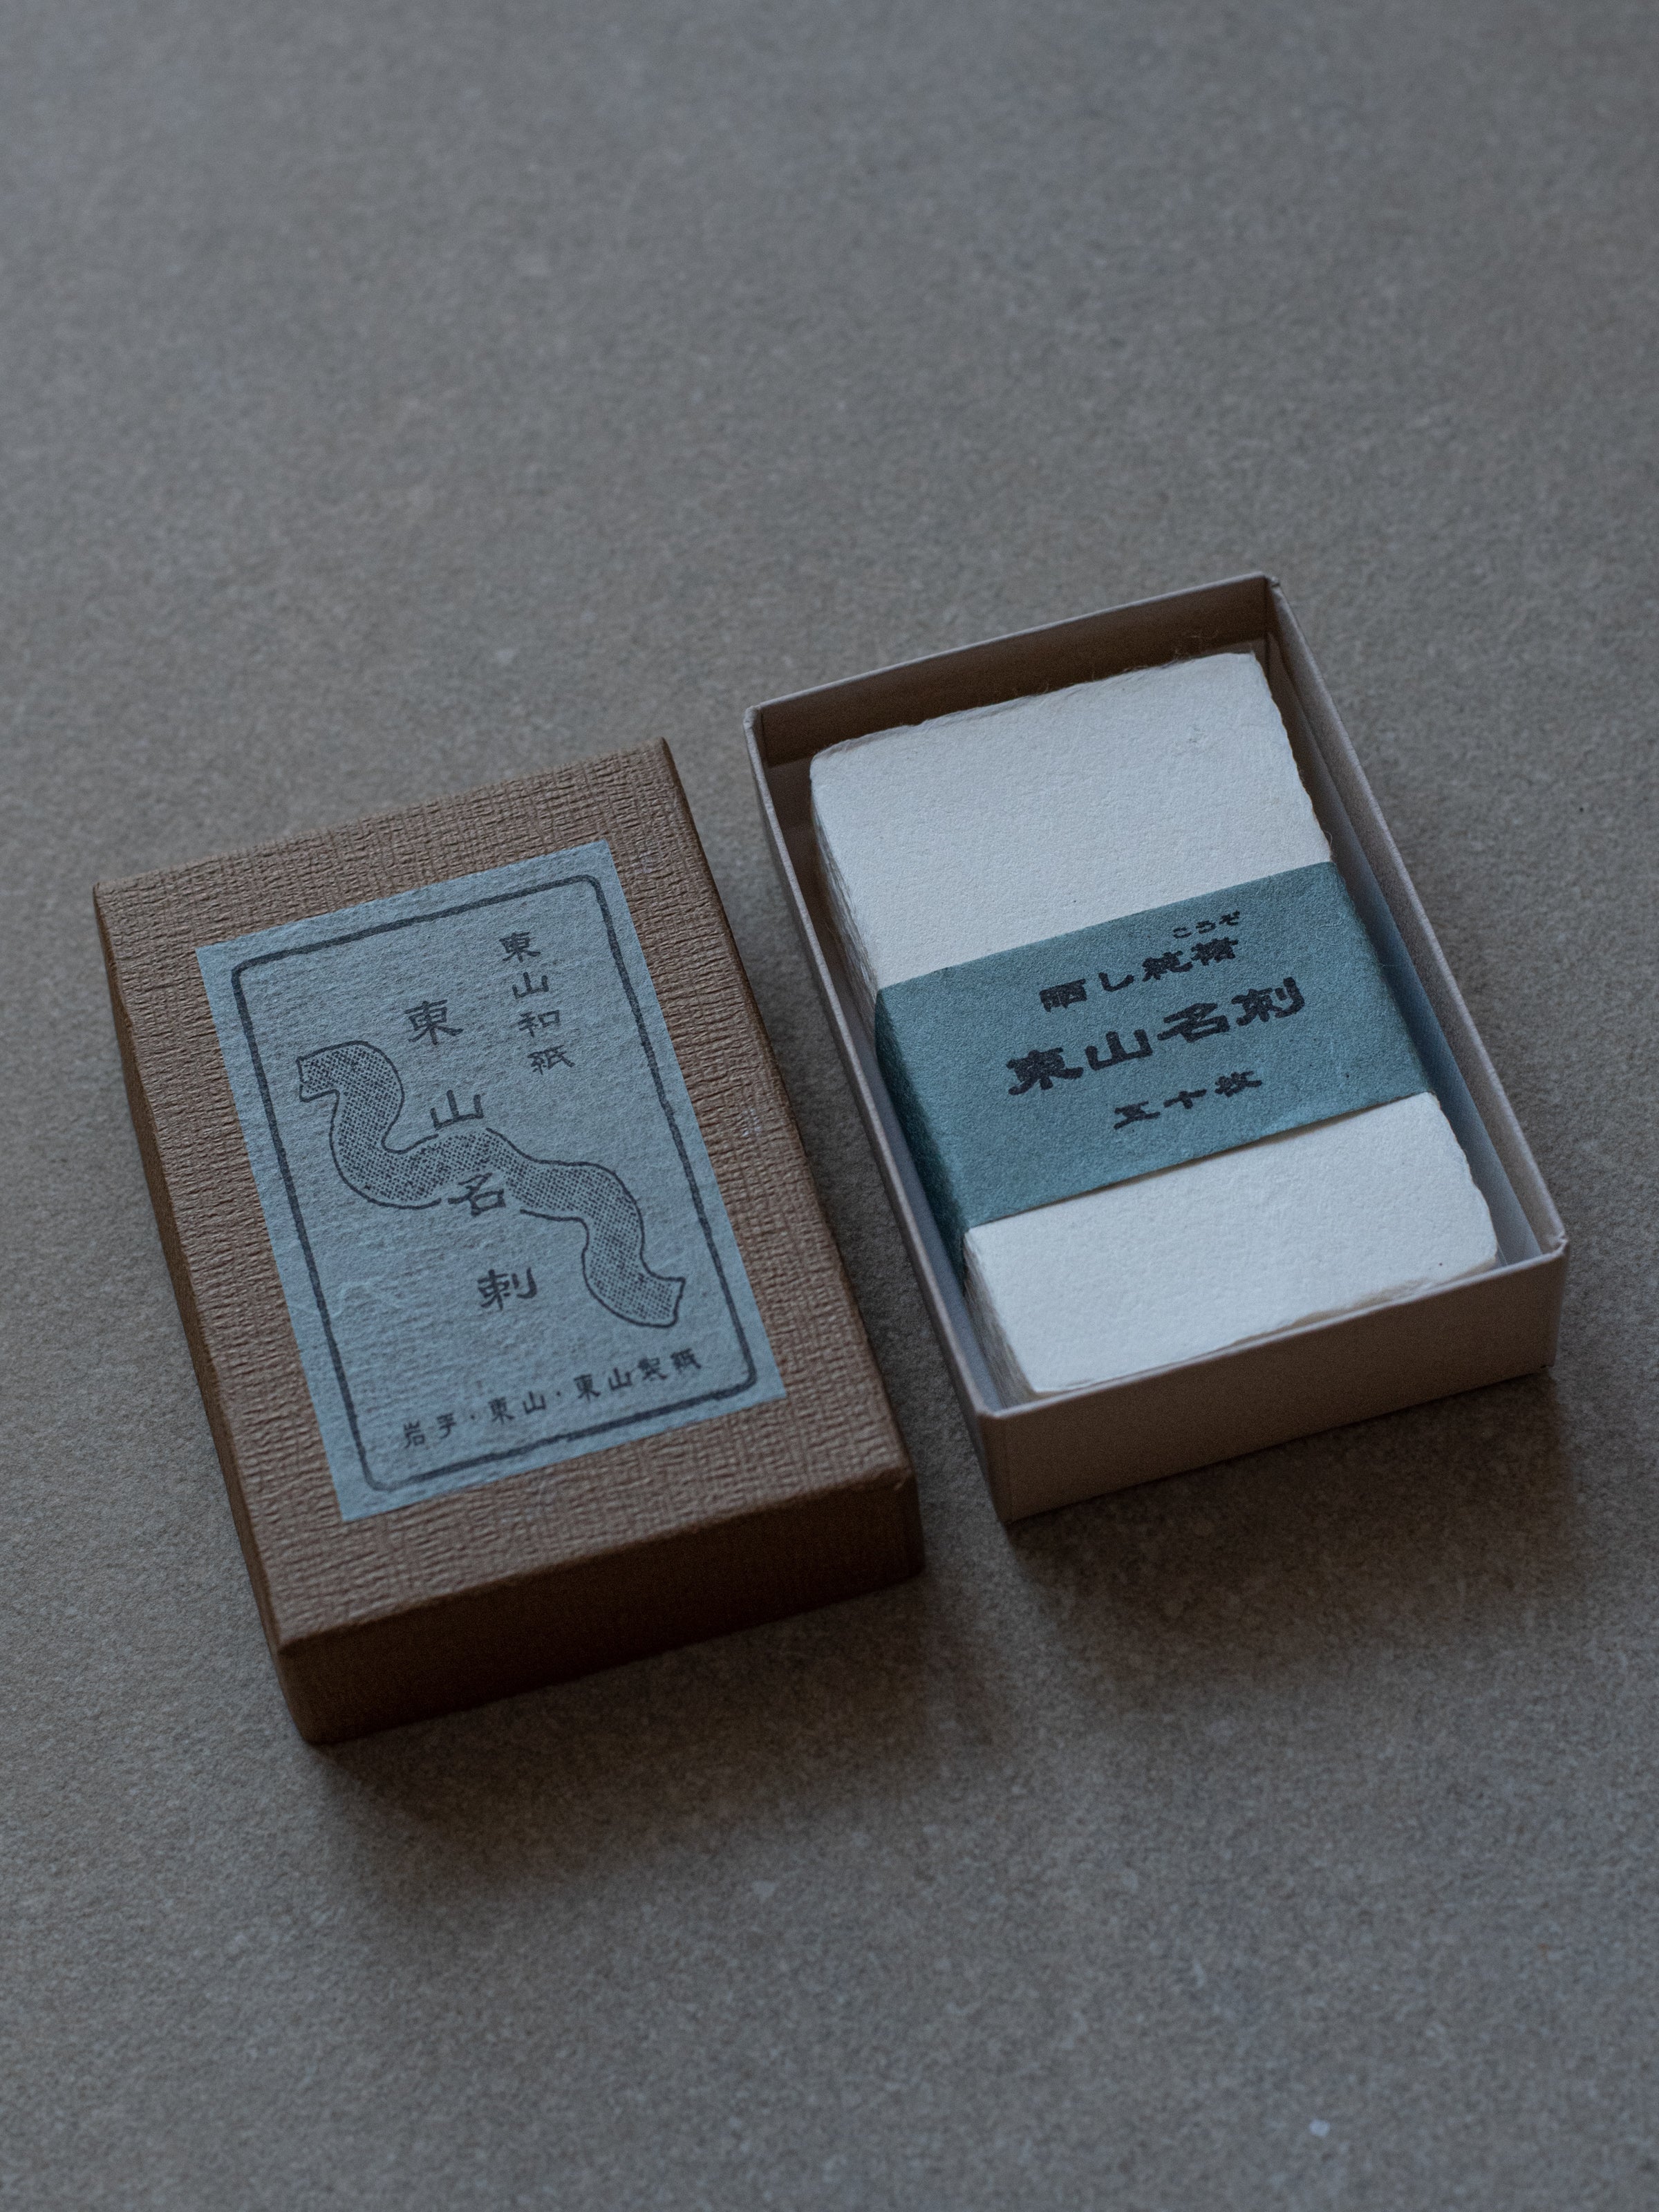 東山和紙
東山名刺
岩手・東山・東山製紙
こうぞ
晒し純楮
東山名刺
五十枚